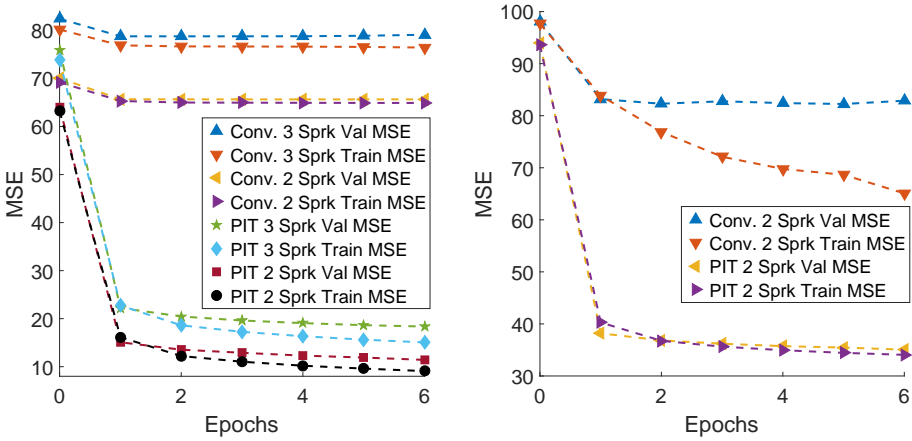 80
70
60
50
40
30
20
10
MSE
0
2
4
6
Epochs
Conv. 3 Sprk Val MSE
Conv. 3 Sprk Train MSE
Conv. 2 Sprk Val MSE
Conv. 2 Sprk Train MSE
PIT 3 Sprk Val MSE
PIT 3 Sprk Train MSE
PIT 2 Sprk Val MSE
PIT 2 Sprk Train MSE
100
90
80
70
60
50
40
30
MSE
0
2
4
6
Epochs
Conv. 2 Sprk Val MSE
Conv. 2 Sprk Train MSE
PIT 2 Sprk Val MSE
PIT 2 Sprk Train MSE